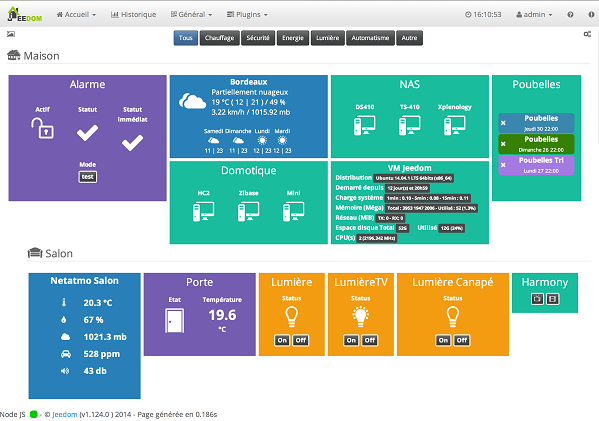 JEEDOM Accueil Historique Général Plugins 16:10:53 admin
Tous Chauffage Sécurité Energie Lumière Automatisme Autre
Maison
Alarme
Actif Statut Statut Immédiat
Mode
test
Bordeaux
Partiellement nuageux
19 °C ( 12 | 21 ) / 49 %
3.22 km/h / 1015.92 mb
Samedi Dimanche Lundi Mardi
11 | 23 11 | 23 12 | 23 12 | 23
NAS
DS410 TS-410 Xplenology
Poubelles
Poubelles
Jeudi 30 22:00
Poubelles
Dimanche 26 22:00
Poubelles Tri
Lundi 27 22:00
Domotique
HC2 Zibase Mini
VM Jeedom
Distribution Ubuntu 14.04.1 LTS 64bits (x86_64)
Demarré depuis 12 jour(s) et 20h59
Charge système 1min : 0.10 - 5min : 0.08 - 15min : 0.11
Mémoire (Méga) Total : 3953 1947 2006 - Utilisé : 52 (1.3%)
Réseau (MiB) TX: 0 - RX: 0
Espace disque Total 52G Utilisé 12G (24%)
CPU(s) 2 (2196.342 MHz)
Salon
Netatmo Salon
20.3 °C
67 %
1021.3 mb
528 ppm
43 db
Porte
Etat Température
19.6
°C
Lumière
Status
On Off
LumièreTV
Status
On Off
Lumière Canapé
Status
On Off
Harmony
Node JS - © Jeedom (v1.124.0 ) 2014 - Page générée en 0.186s